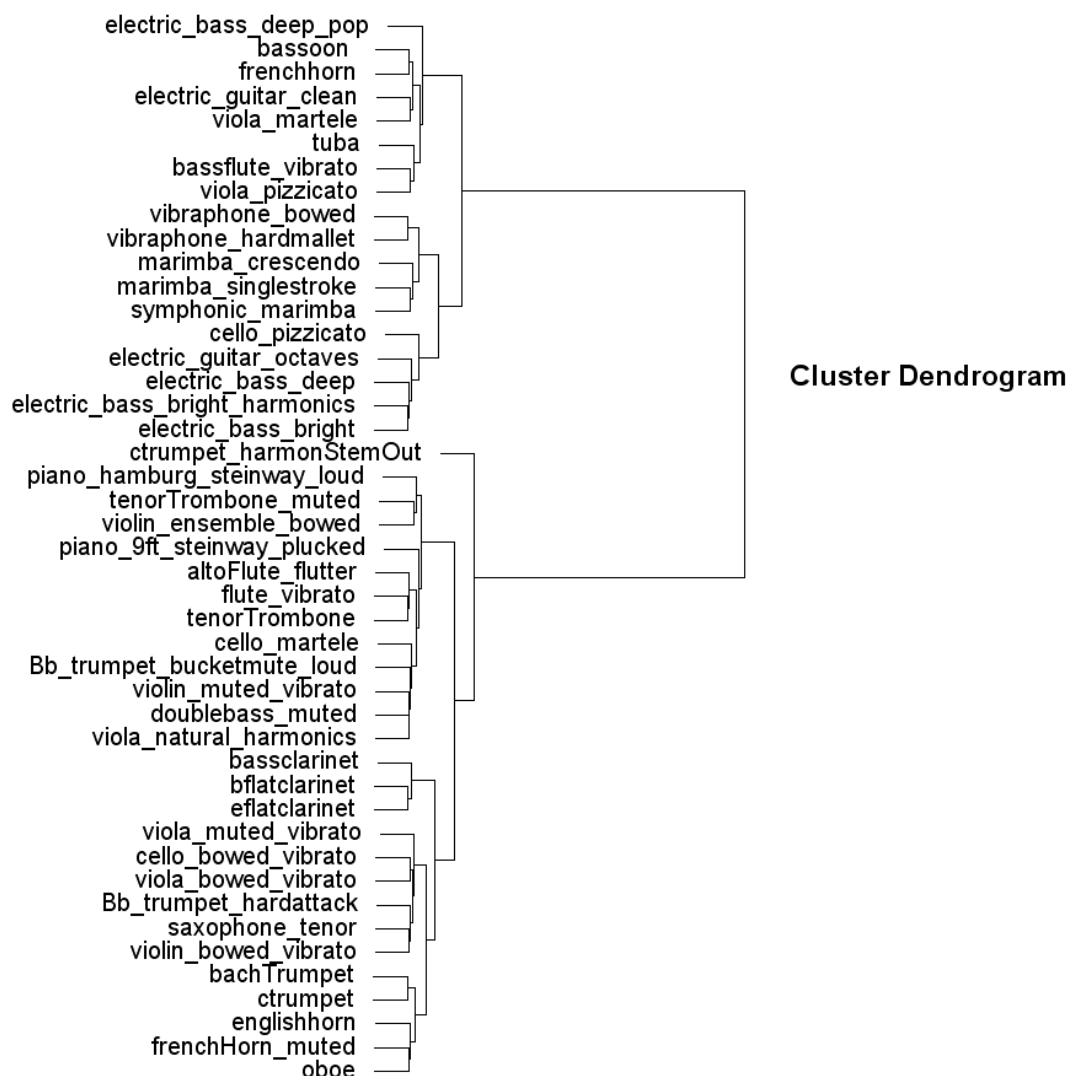 electric_bass_deep_pop
bassoon
frenchhorn
electric_guitar_clean
viola_martele
tuba
bassflute_vibrato
viola_pizzicato
vibraphone_bowed
vibraphone_hardmallet
marimba_crescendo
marimba_singlestroke
symphonic_marimba
cello_pizzicato
electric_guitar_octaves
electric_bass_deep
Cluster Dendrogram
electric_bass_bright_harmonics
electric_bass_bright
ctrumpet_harmonStemOut
piano_hamburg_steinway_loud
tenorTrombone_muted
violin_ensemble_bowed
piano_9ft_steinway_plucked
altoFlute_flutter
flute_vibrato
tenorTrombone
cello_martele
Bb_trumpet_bucketmute_loud
violin_muted_vibrato
doublebass_muted
viola_natural_harmonics
bassclarinet
bflatclarinet
eflatclarinet
viola_muted_vibrato
cello_bowed_vibrato
viola_bowed_vibrato
Bb_trumpet_hardattack
saxophone_tenor
violin_bowed_vibrato
bachTrumpet
ctrumpet
englishhorn
frenchHorn_muted
oboe